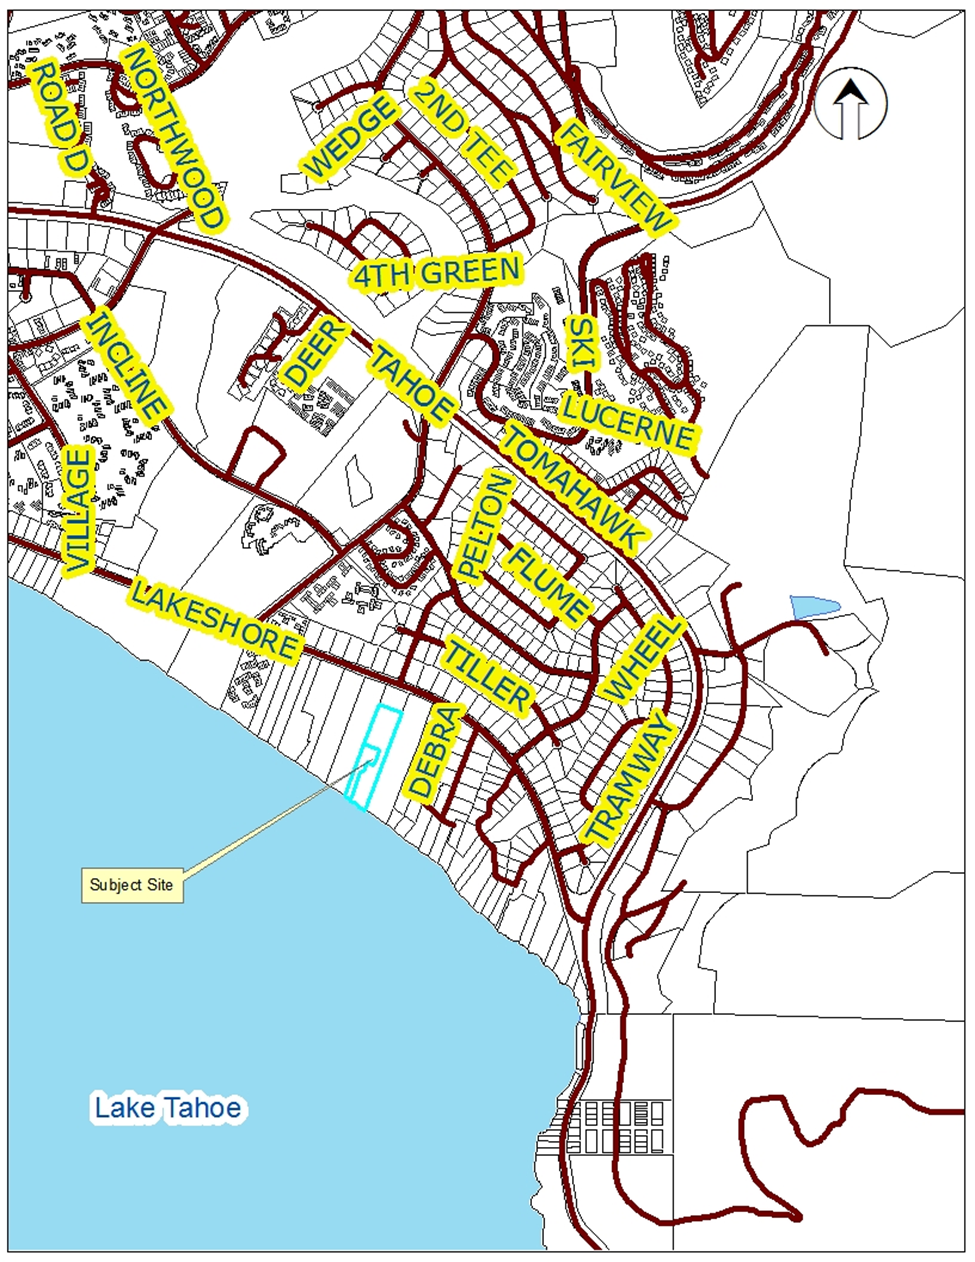 ROAD D
NORTHWOOD
WEDGE
2ND TEE
FAIRVIEW
4TH GREEN
INCLINE
DEER
TAHOE
SKI
LUCERNE
VILLAGE
PELTON
TOMAHAWK
FLUME
LAKESHORE
TILLER
WHEEL
DEBRA
TRAMWAY
Subject Site
Lake Tahoe